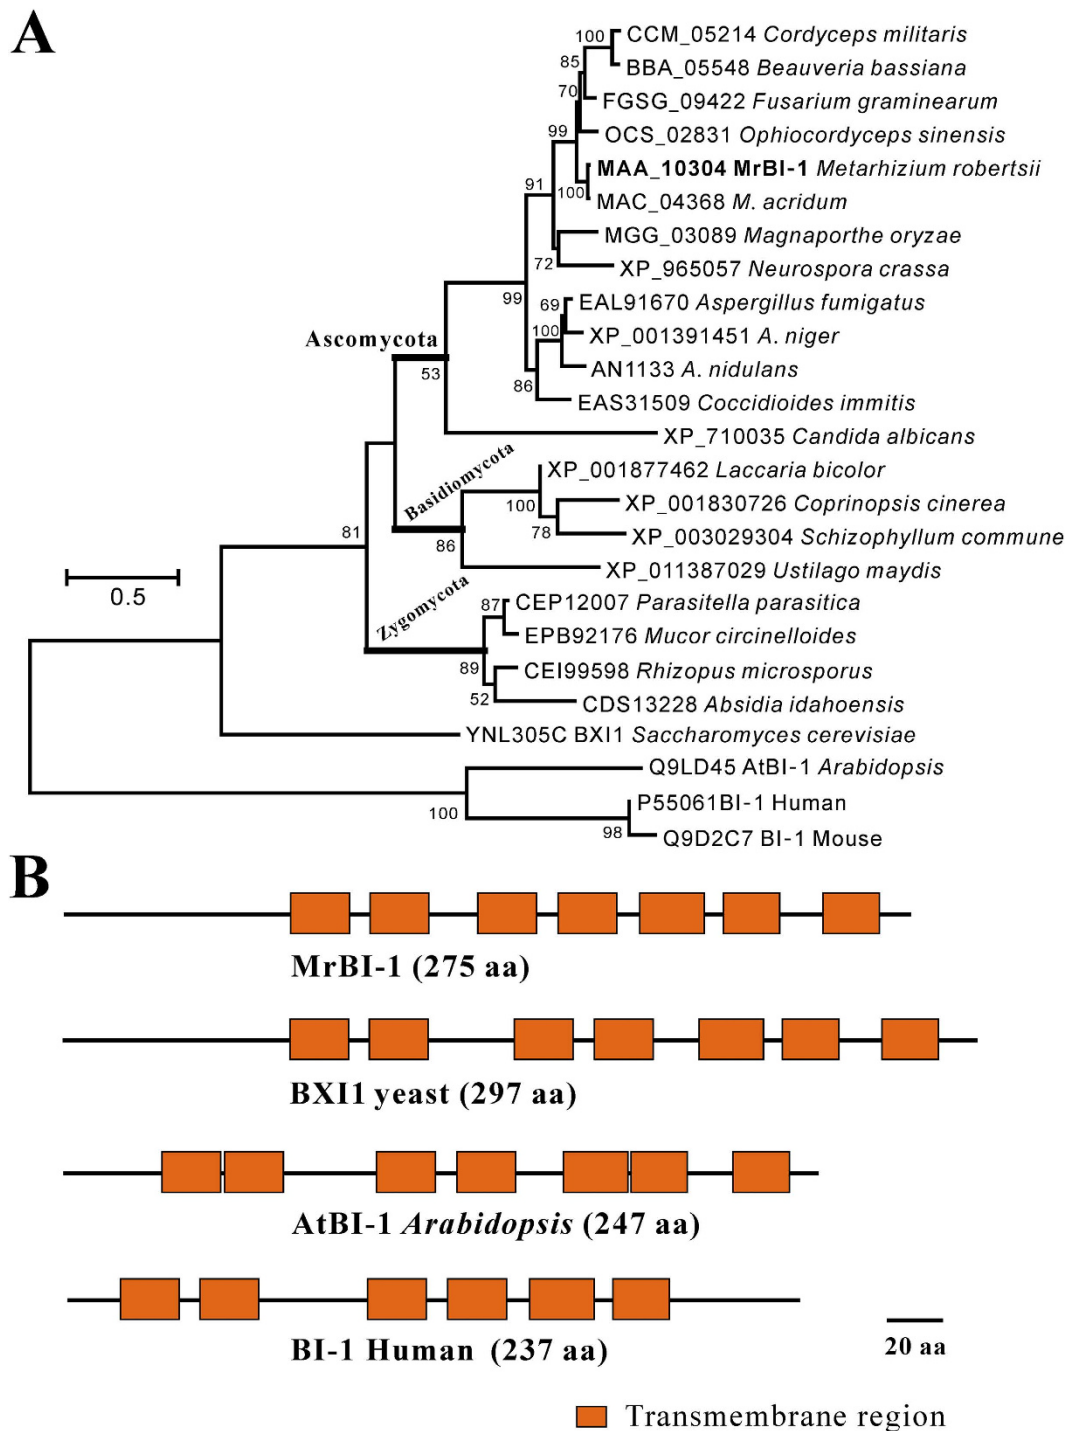 A
100 CCM_05214 Cordyceps militaris
85
BBA_05548 Beauveria bassiana
70
FGSG_09422 Fusarium graminearum
99
OCS_02831 Ophiocordyceps sinensis
MAA_10304 MrBI-1 Metarhizium robertsii
91
100
MAC_04368 M. acridum
MGG_03089 Magnaporthe oryzae
72
XP_965057 Neurospora crassa
99
69
EAL91670 Aspergillus fumigatus
100
XP_001391451 A. niger
Ascomycota
53
AN1133 A. nidulans
86
EAS31509 Coccidioides immitis
XP_710035 Candida albicans
Basidiomycota
XP_001877462 Laccaria bicolor
100
XP_001830726 Coprinopsis cinerea
81
86
78
XP_003029304 Schizophyllum commune
XP_011387029 Ustilago maydis
0.5
Zygomycota
87
CEP12007 Parasitella parasitica
EPB92176 Mucor circinelloides
89
CEI99598 Rhizopus microsporus
52
CDS13228 Absidia idahoensis
YNL305C BXI1 Saccharomyces cerevisiae
Q9LD45 AtBI-1 Arabidopsis
100
P55061BI-1 Human
98
Q9D2C7 BI-1 Mouse
B
MrBI-1 (275 aa)
BXI1 yeast (297 aa)
AtBI-1 Arabidopsis (247 aa)
BI-1 Human (237 aa)
20 aa
Transmembrane region